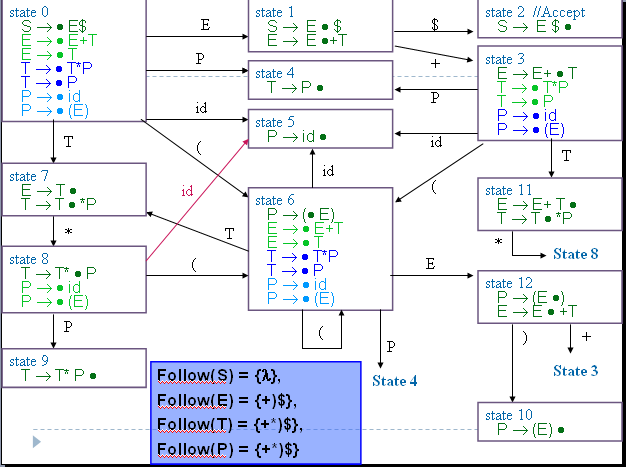 state 0
S → • E$
E → • E+T
E → • T
T → • T*P
T → • P
P → • id
P → • (E)
E
state 1
S → E • $
E → E •+T
$
state 2 //Accept
S → E $ •
P
+
state 4
T → P •
P
state 3
E → E+ • T
T → • T*P
T → • P
P → • id
P → • (E)
id
state 5
P → id •
id
T
(
id
(
T
state 7
E → T •
T → T •*P
id
T
state 6
P → (• E)
E → • E+T
E → • T
T → • T*P
T → • P
P → • id
P → • (E)
state 11
E → E+ T •
T → T • *P
*
*
State 8
state 8
T → T* • P
P → • id
P → • (E)
(
E
state 12
P → (E •)
E → E • +T
P
(
P
)
+
state 9
T → T* P •
State 4
State 3
Follow(S) = {λ},
Follow(E) = {+)$},
Follow(T) = {+*)$},
Follow(P) = {+*)$}
state 10
P → (E) •